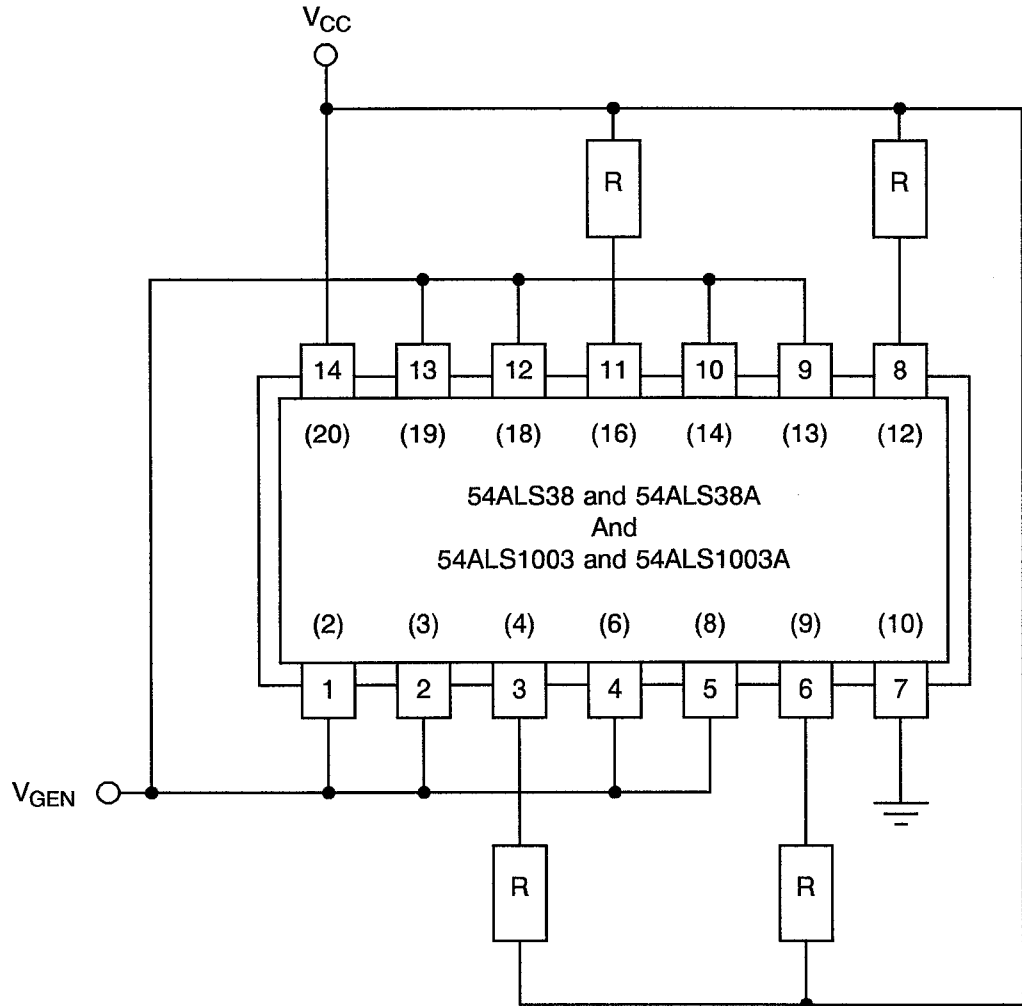 VCC
R R
14 13 12 11 10 9 8
(20) (19) (18) (16) (14) (13) (12)
54ALS38 and 54ALS38A
And
54ALS1003 and 54ALS1003A
(2) (3) (4) (6) (8) (9) (10)
1 2 3 4 5 6 7
VGEN
R R